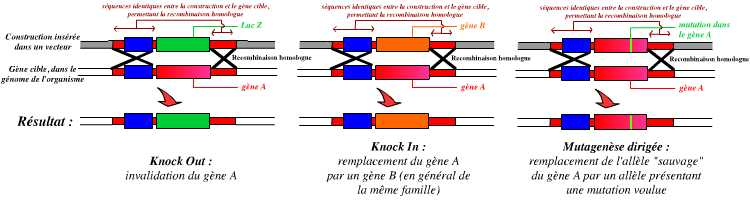 séquences identiques entre la construction et le gène cible,
permettant la recombinaison homologue
Luc Z
Construction insérée
dans un vecteur
Recombinaison homologue
Gène cible, dans le
génome de l'organisme
gène A
Résultat :
Knock Out :
invalidation du gène A
séquences identiques entre la construction et le gène cible,
permettant la recombinaison homologue
gène B
Recombinaison homologue
gène A
Knock In :
remplacement du gène A
par un gène B (en général de
la même famille)
séquences identiques entre la construction et le gène cible,
permettant la recombinaison homologue
mutation dans
le gène A
Recombinaison homologue
gène A
Mutagenèse dirigée :
remplacement de l'allèle "sauvage"
du gène A par un allèle présentant
une mutation voulue